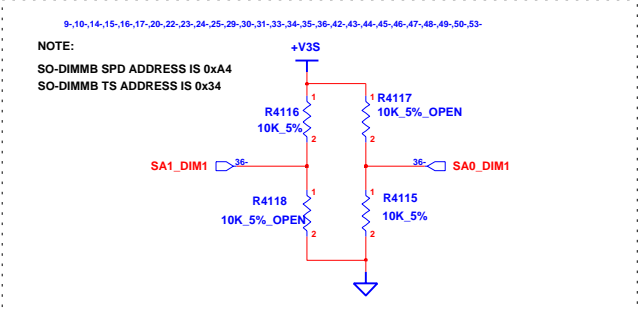 9-,10-,14-,15-,16-,17-,20-,22-,23-,24-,25-,29-,30-,31-,33-,34-,35-,36-,42-,43-,44-,45-,46-,47-,48-,49-,50-,53-
NOTE:
+V3S
SO-DIMMB SPD ADDRESS IS 0xA4
SO-DIMMB TS ADDRESS IS 0x34
1
1
R4116
10K_5%
R4117
10K_5%_OPEN
2
2
SA1_DIM1
36-
36-
SA0_DIM1
1
1
R4118
10K_5%_OPEN
R4115
10K_5%
2
2